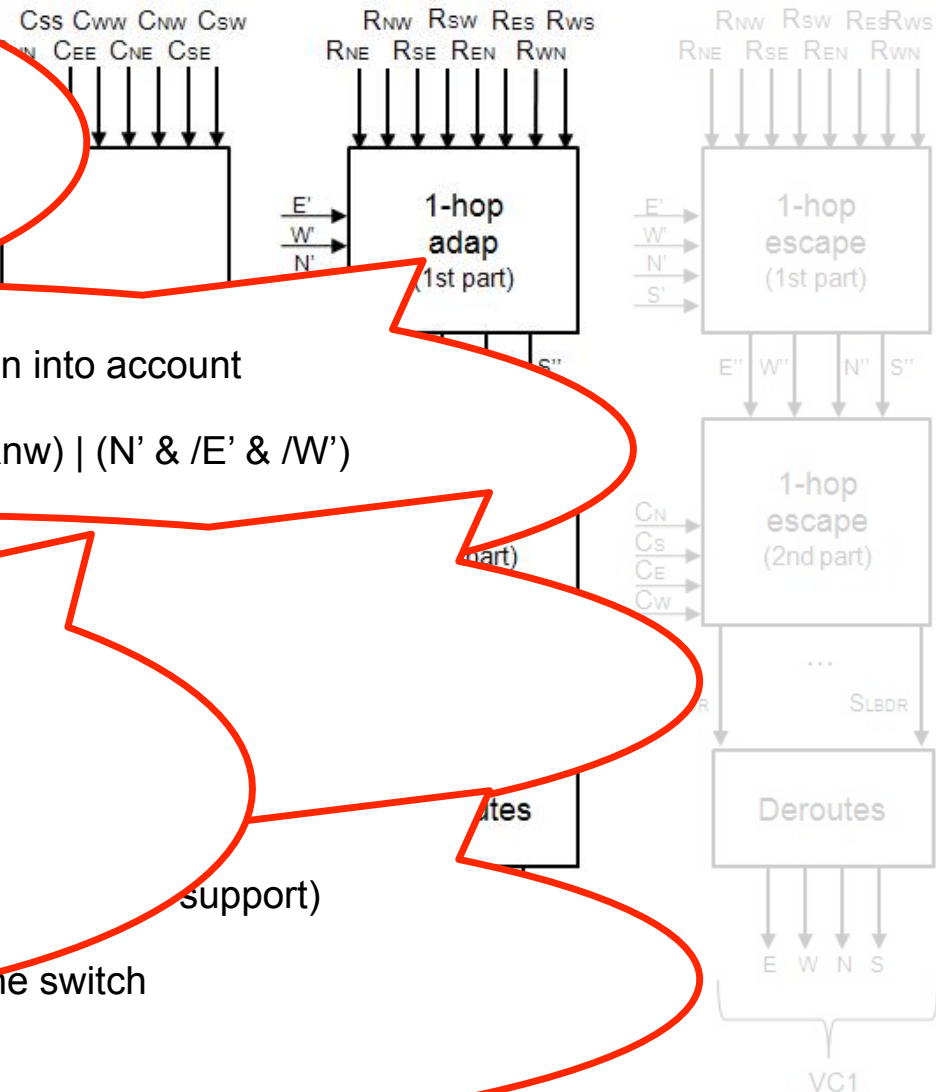 Css Cww Cnw Csw
CEE CNE CSE
RNW RSW RES RWS
RNE RSE REN RWN
RNW RSW RES RWS
RNE RSE REN RWN
E'
W'
N'
1-hop
adap
(1st part)
E'
W'
N'
S'
1-hop
escape
(1st part)
S''
E'' W'' N'' S''
n into account
nw) | (N’ & /E’ & /W’)
part)
CN
CS
CE
CW
1-hop
escape
(2nd part)
...
R
SLBDR
utes
Deroutes
support)
he switch
E W N S
VC1